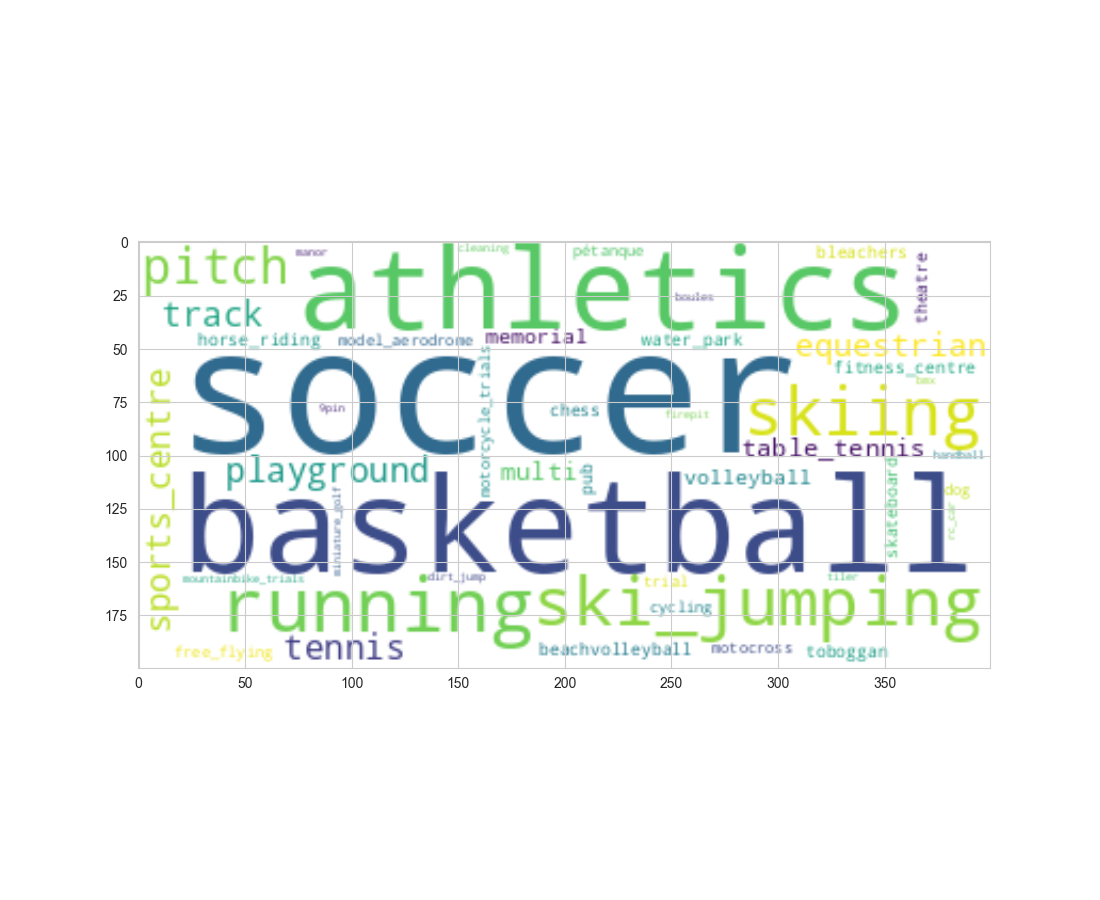 0
25
50
75
100
125
150
175
0 50 100 150 200 250 300 350
pitch
manor
athletics
cleaning
pétanque
bleachers
theatre
track
boules
horse_riding
model_aerodrome
memorial
water_park
equestrian
fitness_centre
bmx
soccer
9pin
motorcycle_trials
chess
firepit
skiing
table_tennis
handball
sports_centre
playground
multi
pub
volleyball
skateboard
dog
rc_car
basketball
miniature_golf
mountainbike_trials
dirt_jump
trial
tiler
running
ski_jumping
cycling
free_flying
tennis
beachvolleyball
motocross
toboggan